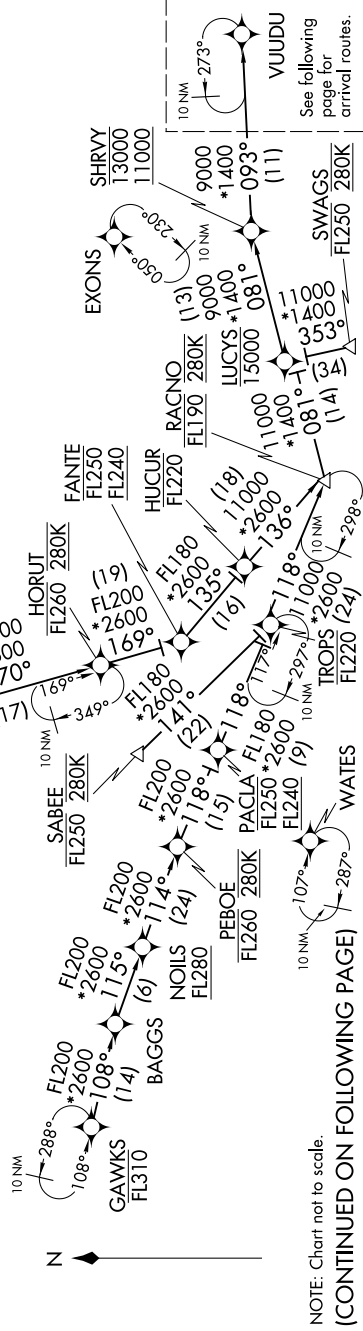 N
10 NM
288°
108°
GAWKS
FL310
FL200
*2600
108°
(14)
BAGGS
FL200
*2600
115°
(6)
NOILS
FL280
FL200
*2600
114°
(24)
PEBOE
FL260 280K
FL200
*2600
118°
(15)
PACLA
FL250
FL240
118°
FL180
*2600
(9)
SABEE
FL250 280K
FL180
*2600
141°
(22)
TROPS
FL220
117°
297°
10 NM
118°
11000
*2600
(24)
70°
17)
HORUT
FL260 280K
169°
349°
10 NM
(19)
FL200
*2600
169°
FANTE
FL250
FL240
FL180
*2600
135°
(16)
HUCUR
FL220
(18)
11000
*2600
136°
RACNO
FL190 280K
10 NM
298°
11000
*1400
081°
(14)
LUCYS
15000
SWAGS
FL250 280K
11000
*1400
353°
(34)
(13)
9000
*1400
081°
EXONS
050°
230°
10 NM
SHRVY
13000
11000
9000
*1400
093°
(11)
VUUDU
273°
10 NM
See following
page for
arrival routes.
WATES
107°
287°
10 NM
NOTE: Chart not to scale.
(CONTINUED ON FOLLOWING PAGE)